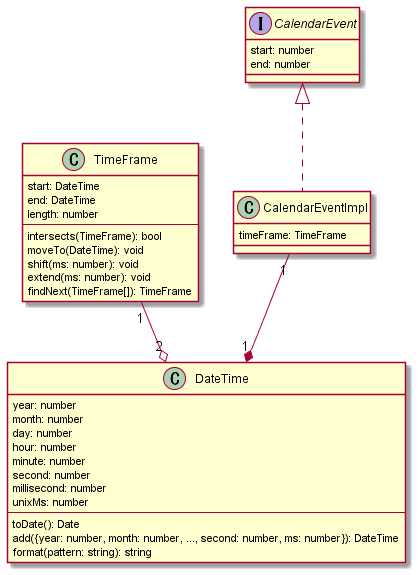 I CalendarEvent
start: number
end: number
C TimeFrame
start: DateTime
end: DateTime
length: number
intersects(TimeFrame): bool
moveTo(DateTime): void
shift(ms: number): void
extend(ms: number): void
findNext(TimeFrame[]): TimeFrame
C CalendarEventImpl
timeFrame: TimeFrame
1
1
2
1
C DateTime
year: number
month: number
day: number
hour: number
minute: number
second: number
millisecond: number
unixMs: number
toDate(): Date
add({year: number, month: number, ..., second: number, ms: number}): DateTime
format(pattern: string): string